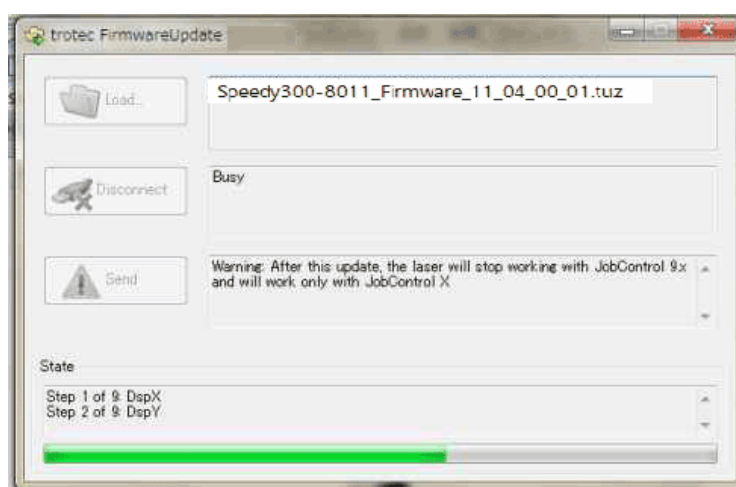 trotec FirmwareUpdate
Load...
Speedy300-8011_Firmware_11_04_00_01.tuz
Disconnect
Busy
Send
Warning: After this update, the laser will stop working with JobControl 9.x
and will work only with JobControl X
State
Step 1 of 9: DspX
Step 2 of 9: DspY